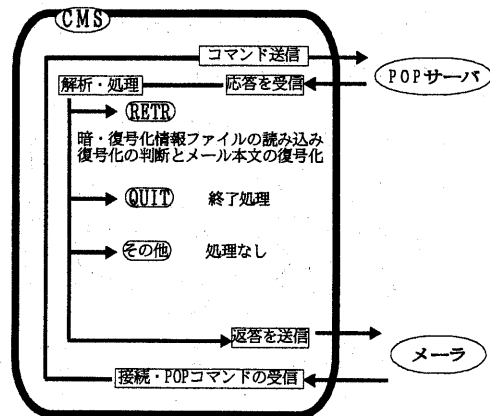 CMS
コマンド送信
POPサーバ
解析・処理
応答を受信
RETR
暗・復号化情報ファイルの読み込み
復号化の判断とメール本文の復号化
QUIT 終了処理
その他 処理なし
返答を送信
メーラ
接続・POPコマンドの受信